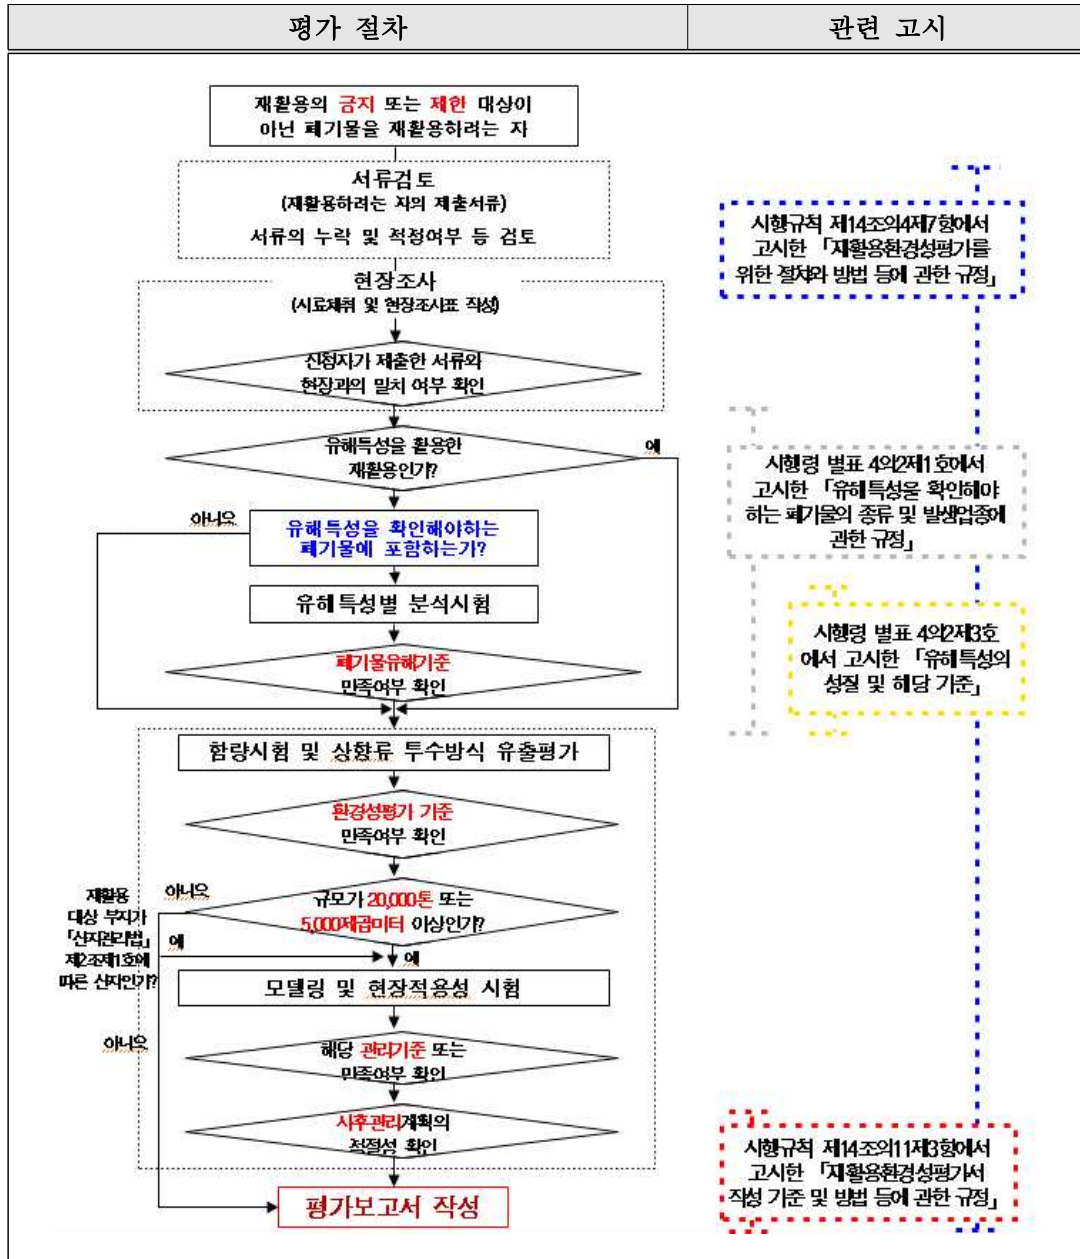 평가 절차
관련 고시
재활용의 금지 또는 제한 대상이
아닌 폐기물을 재활용하려는 자
서류검토
(재활용하려는 자의 제출서류)
서류의 누락 및 적정여부 등 검토
현장조사
(시료채취 및 현장조사표 작성)
신청자가 제출한 서류와
현장과의 일치 여부 확인
유해특성을 활용한
재활용인가?
예
아니오
유해특성을 확인해야하는
폐기물에 포함하는가?
유해특성별 분석시험
폐기물유해기준
만족여부 확인
함량시험 및 상향류 투수방식 유출평가
환경성평가 기준
만족여부 확인
아니오
규모가 20,000톤 또는
5,000제곱미터 이상인가?
재활용
대상 부지가
「산지관리법」
제2조제1호에
따른 산지인가?
예
예
모델링 및 현장적용성 시험
아니오
해당 관리기준 또는
만족여부 확인
사후관리계획의
적절성 확인
평가보고서 작성
시행규칙 제14조의4제7항에서
고시한 「재활용환경성평가를
위한 절차와 방법 등에 관한 규정」
시행령 별표 4의2제1호에서
고시한 「유해특성을 확인해야
하는 폐기물의 종류 및 발생업종에
관한 규정」
시행령 별표 4의2제3호
에서 고시한 「유해특성의
성질 및 해당 기준」
시행규칙 제14조의11제3항에서
고시한 「재활용환경성평가서
작성 기준 및 방법 등에 관한 규정」